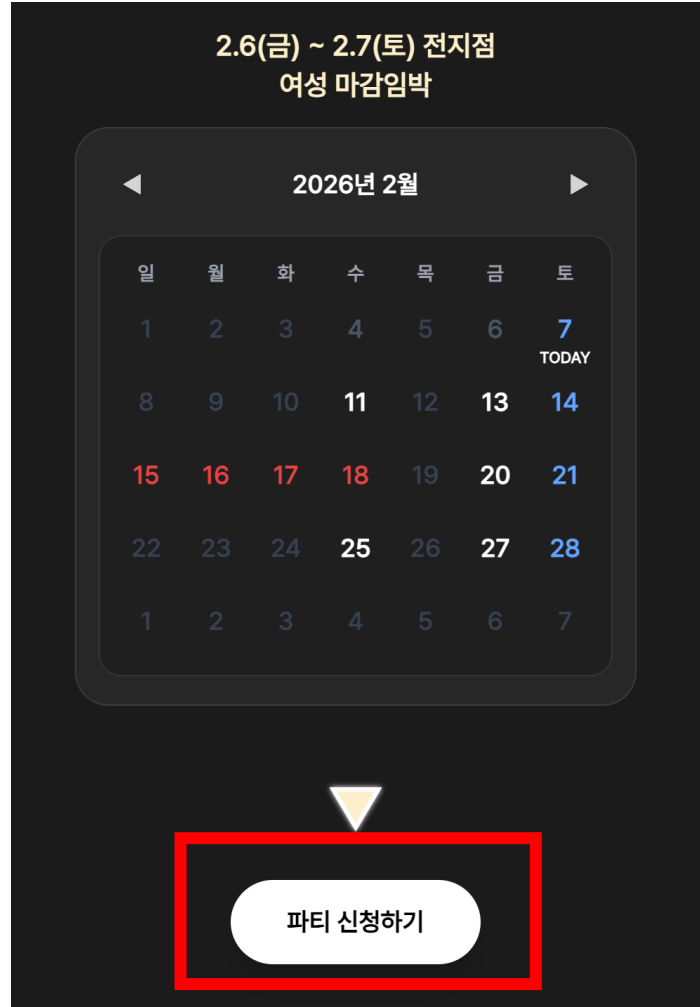 2.6(금) ~ 2.7(토) 전지점
여성 마감임박
2026년 2월
일 월 화 수 목 금 토
1 2 3 4 5 6 7
TODAY
8 9 10 11 12 13 14
15 16 17 18 19 20 21
22 23 24 25 26 27 28
1 2 3 4 5 6 7
파티 신청하기